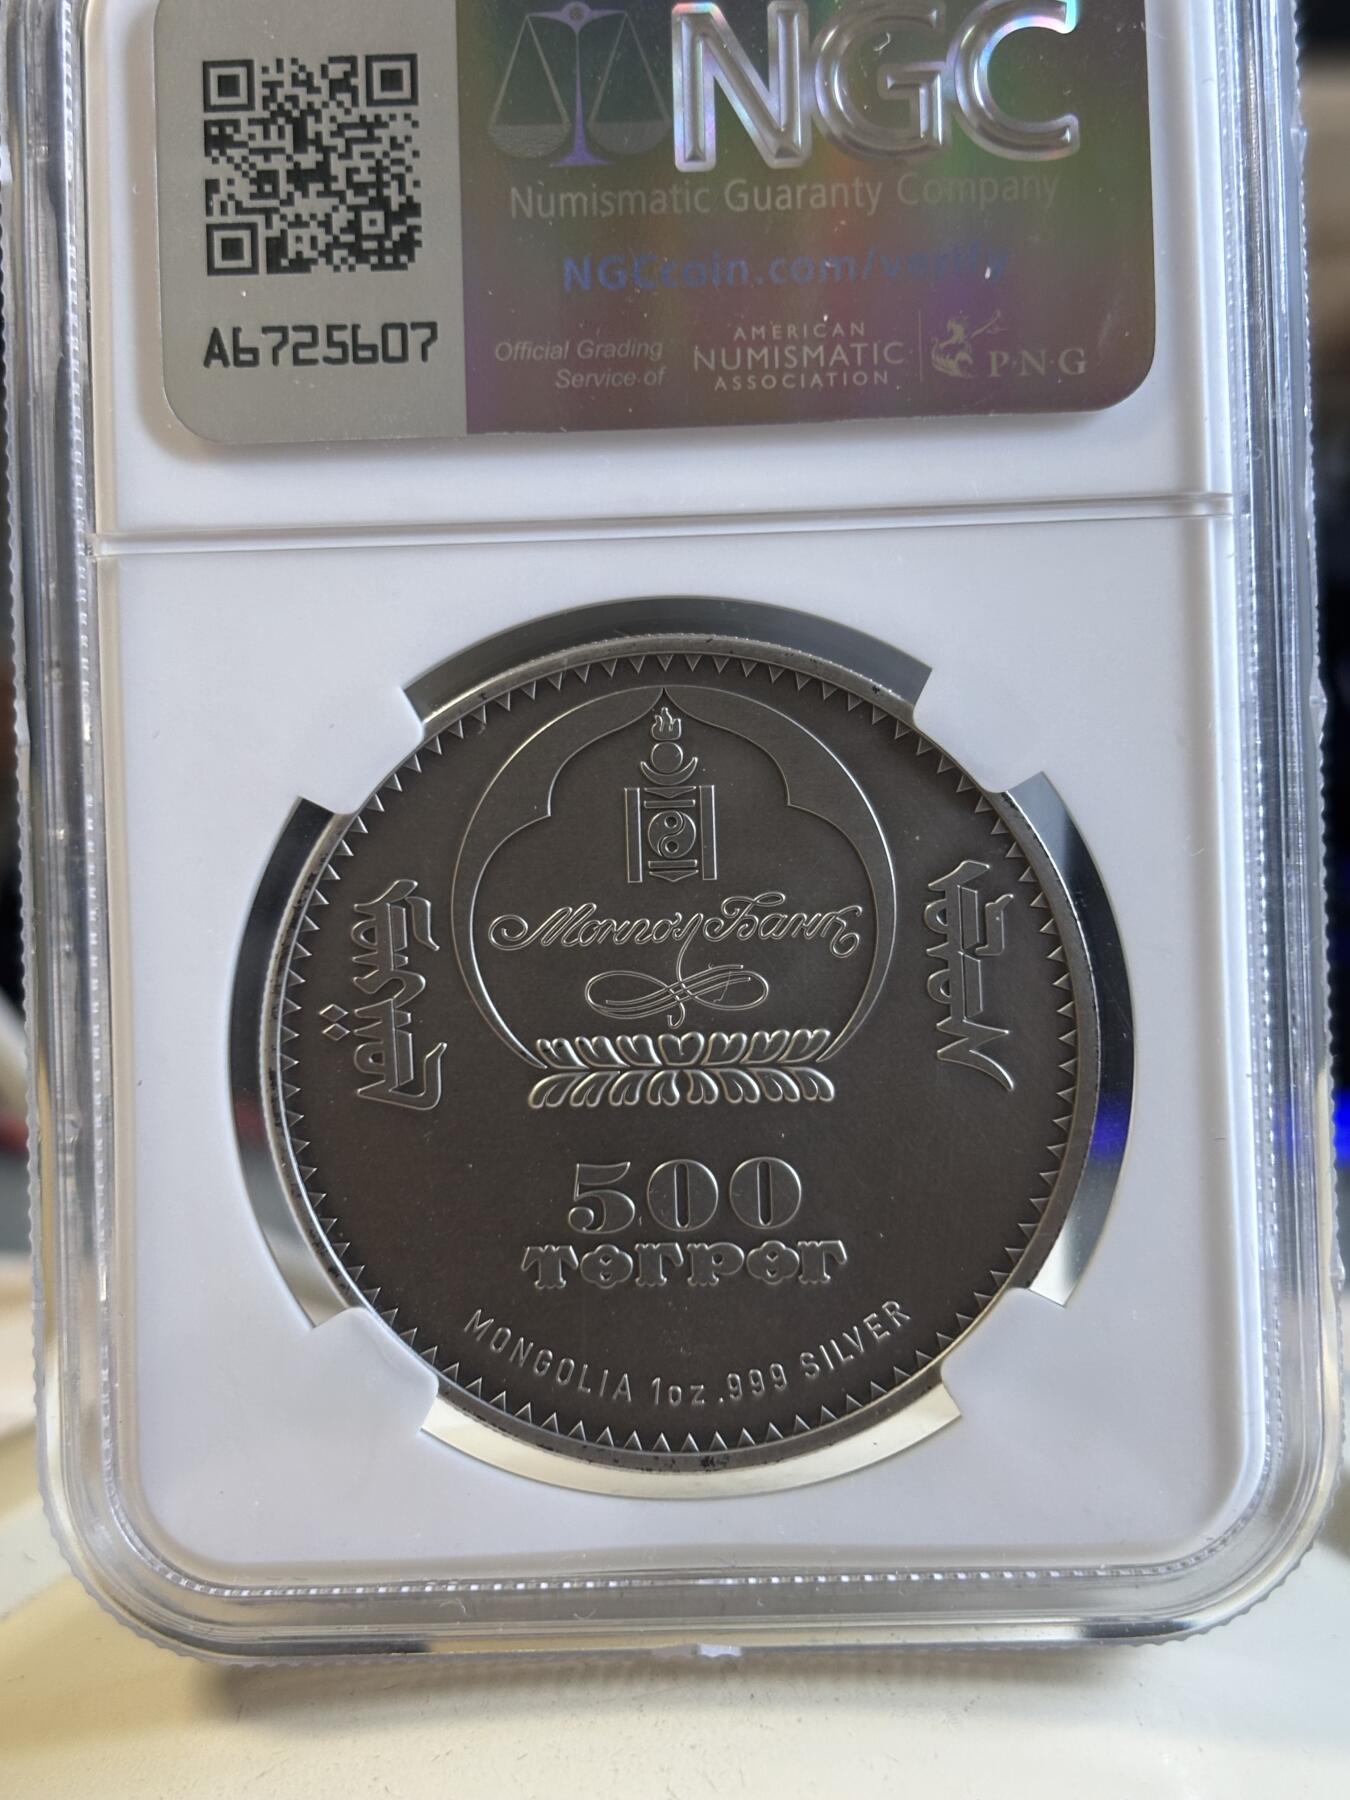 NGC
Numismatic Guaranty Company
NGCcoin.com/verify
A6725607
Official Grading
Service of
AMERICAN
NUMISMATIC
ASSOCIATION
P·N·G
Монгол Банк
500
ТӨГРӨГ
MONGOLIA 1oz .999 SILVER